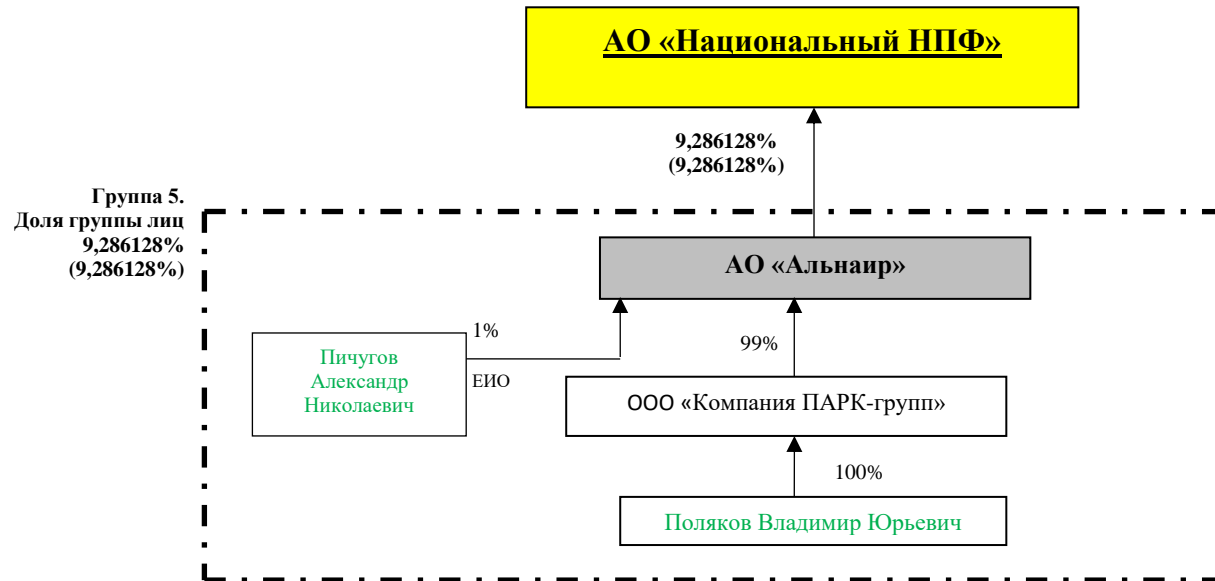 АО «Национальный НПФ»
9,286128%
(9,286128%)
Группа 5.
Доля группы лиц
9,286128%
(9,286128%)
АО «Альнаир»
1%
Пичугов
Александр
Николаевич
ЕИО
99%
ООО «Компания ПАРК-групп»
100%
Поляков Владимир Юрьевич